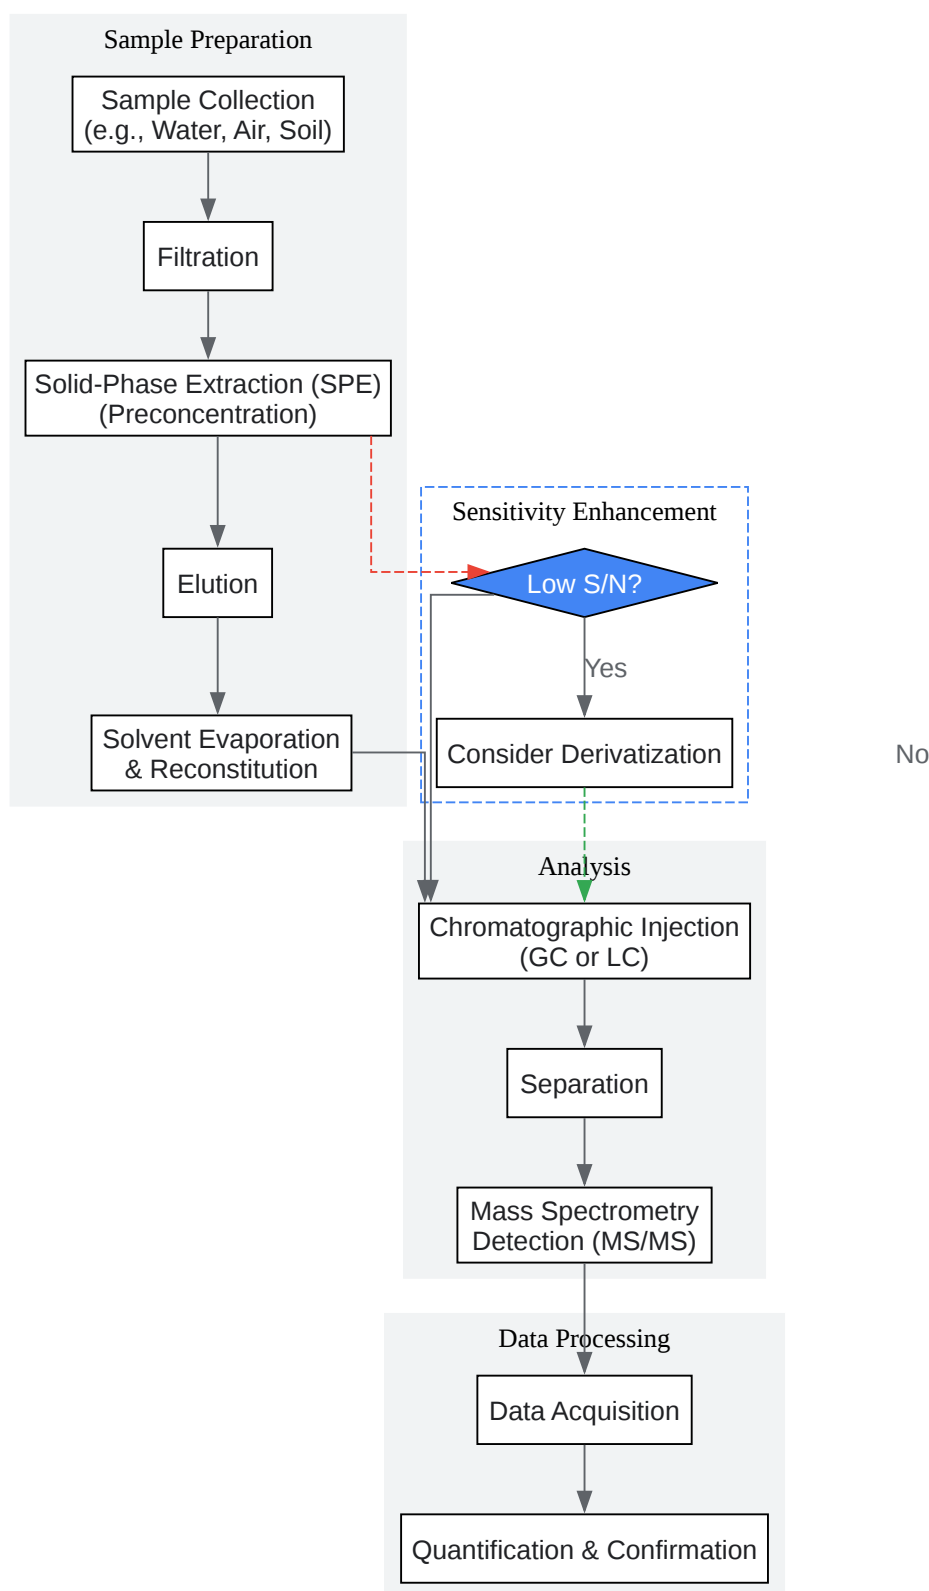 Sample Preparation
Sample Collection
(e.g., Water, Air, Soil)
Filtration
Solid-Phase Extraction (SPE)
(Preconcentration)
Elution
Solvent Evaporation
& Reconstitution
Sensitivity Enhancement
Low S/N?
Yes
Consider Derivatization
No
Analysis
Chromatographic Injection
(GC or LC)
Separation
Mass Spectrometry
Detection (MS/MS)
Data Processing
Data Acquisition
Quantification & Confirmation